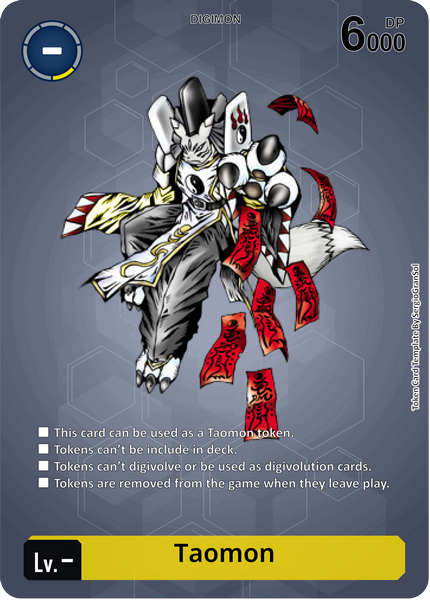 DIGIMON
DP
6000
-
Token Card Template By SergioGranSol
This card can be used as a Taomon token.
Tokens can't be include in deck.
Tokens can't digivolve or be used as digivolution cards.
Tokens are removed from the game when they leave play.
Lv.-
Taomon